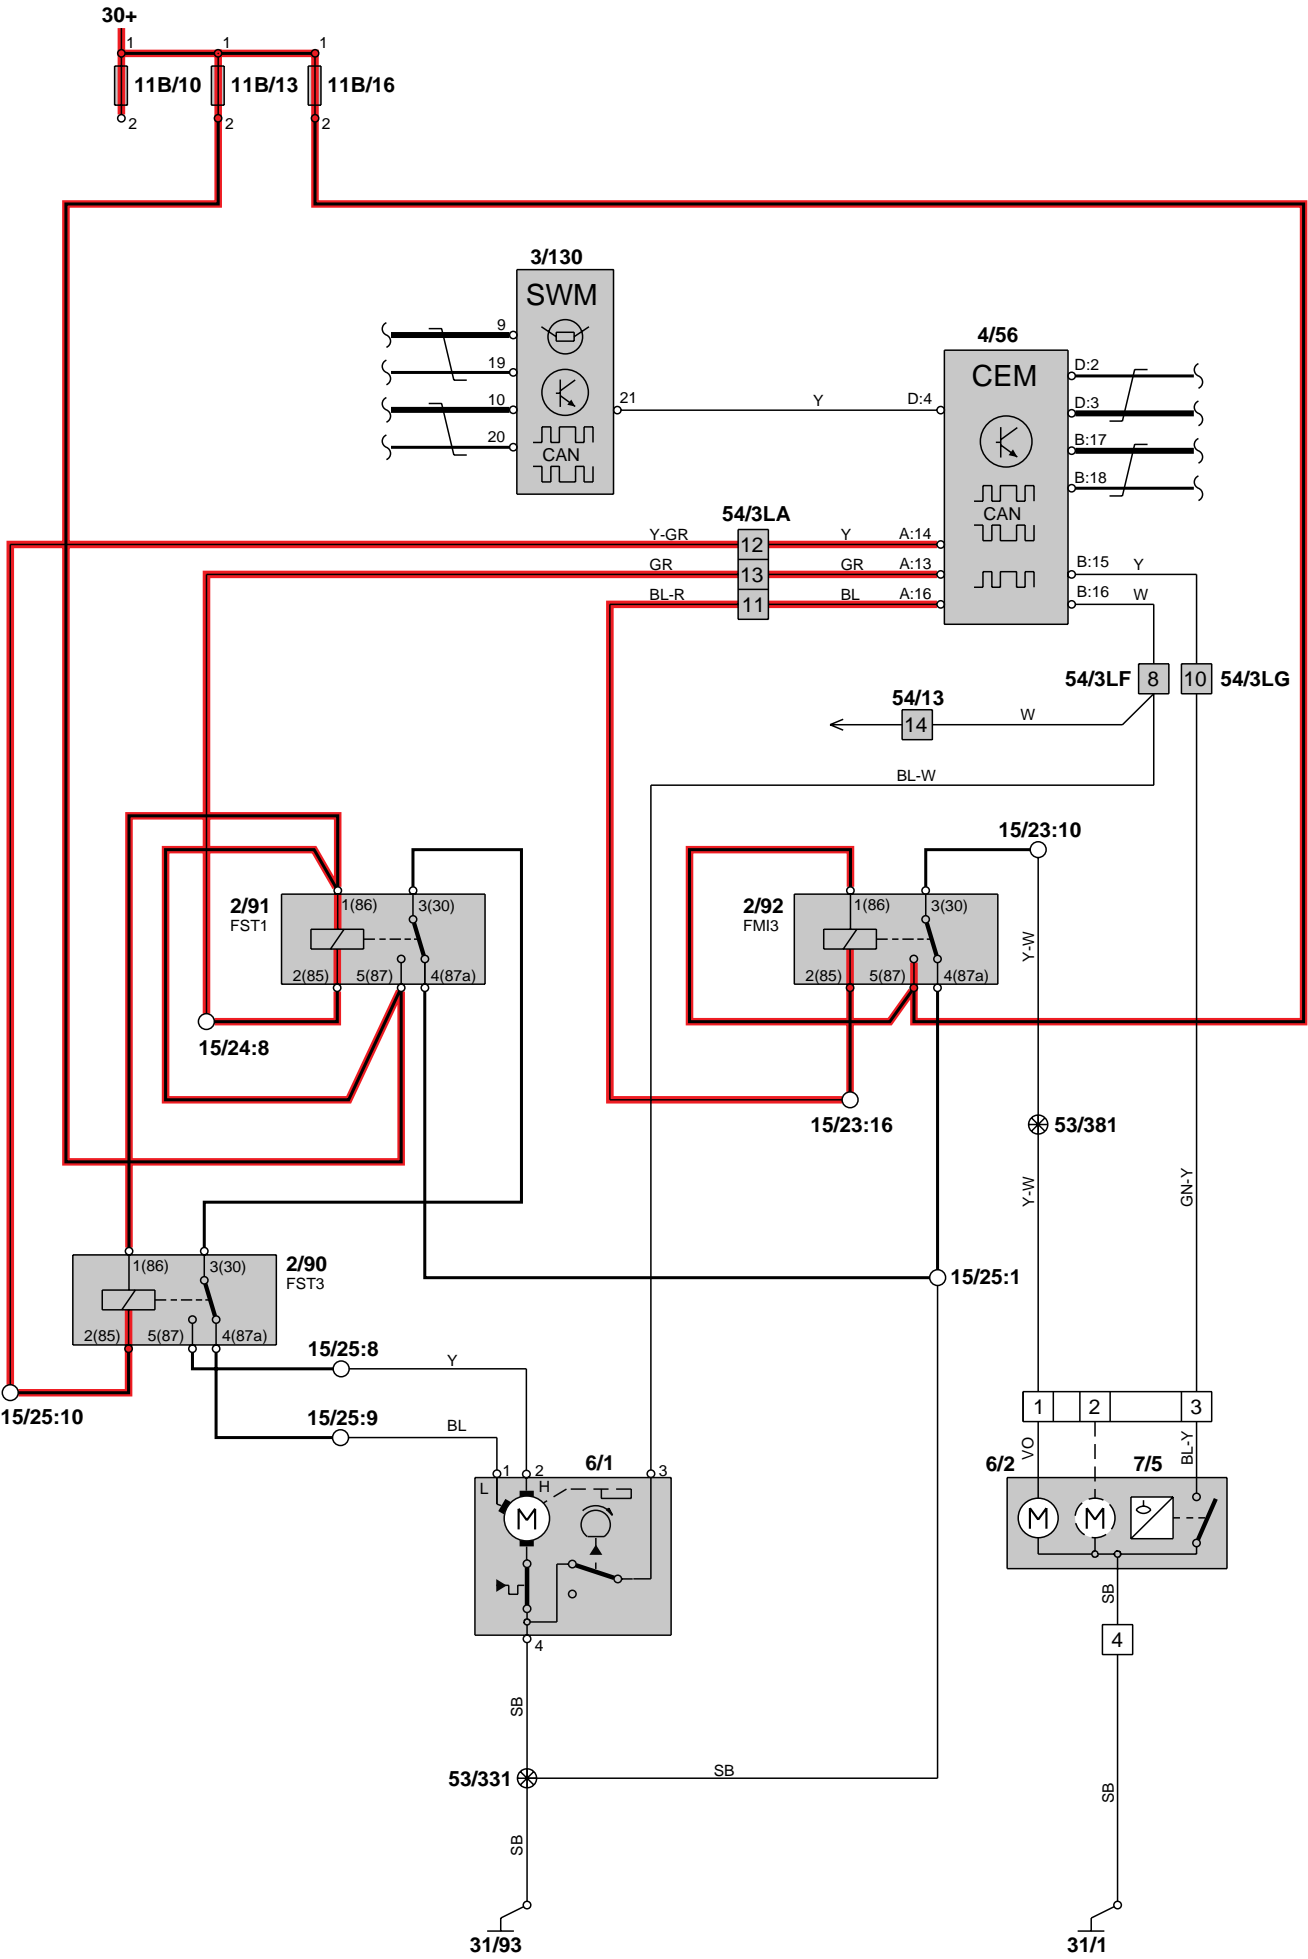 30+
1 1 1
11B/10 11B/13 11B/16
2 2 2
3/130
SWM
9
19
10
20
CAN
21 Y D:4
4/56
CEM
CAN
D:2
D:3
B:17
B:18
54/3LA
Y-GR 12 Y A:14
GR 13 GR A:13
BL-R 11 BL A:16
B:15 Y
B:16 W
54/3LF 8 10 54/3LG
54/13
14 W
BL-W
15/23:10
2/91
FST1
1(86) 3(30)
2(85) 5(87) 4(87a)
2/92
FMI3
1(86) 3(30)
2(85) 5(87) 4(87a)
Y-W
15/24:8
15/23:16
53/381
Y-W
GN-Y
2/90
FST3
1(86) 3(30)
2(85) 5(87) 4(87a)
15/25:1
15/25:8 Y
15/25:10
15/25:9 BL
1 2 3
VO
BL-Y
6/1
1 2 3
L H
M
4
6/2 7/5
M M
SB
4
SB
53/331 SB
SB
SB
31/93
31/1